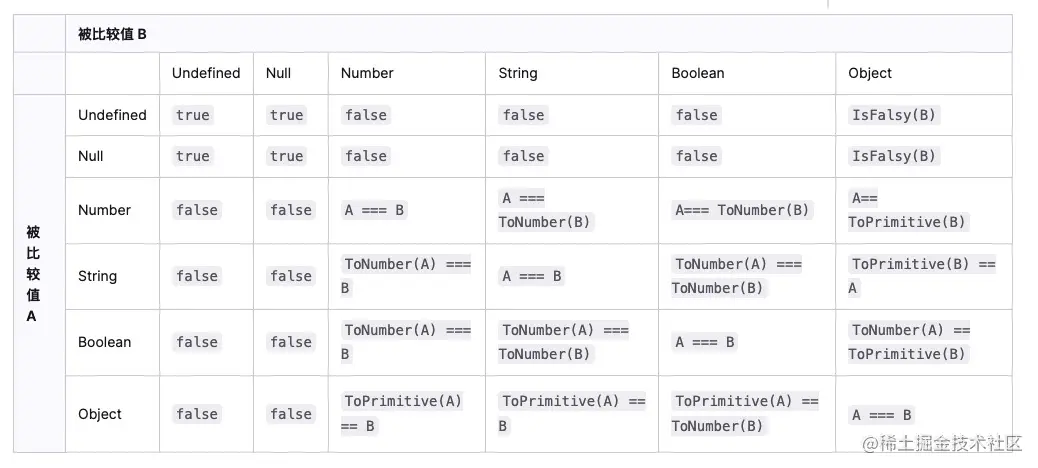 被比较值 B
Undefined Null Number String Boolean Object
Undefined true true false false false IsFalsy(B)
Null true true false false false IsFalsy(B)
Number false false A === B A === ToNumber(B) A=== ToNumber(B) A== ToPrimitive(B)
String false false ToNumber(A) === B A === B ToNumber(A) === ToNumber(B) ToPrimitive(B) == A
Boolean false false ToNumber(A) === B ToNumber(A) === ToNumber(B) A === B ToNumber(A) == ToPrimitive(B)
Object false false ToPrimitive(A) == B ToPrimitive(A) == B ToPrimitive(A) == ToNumber(B) A === B
被比较值 A
@稀土掘金技术社区